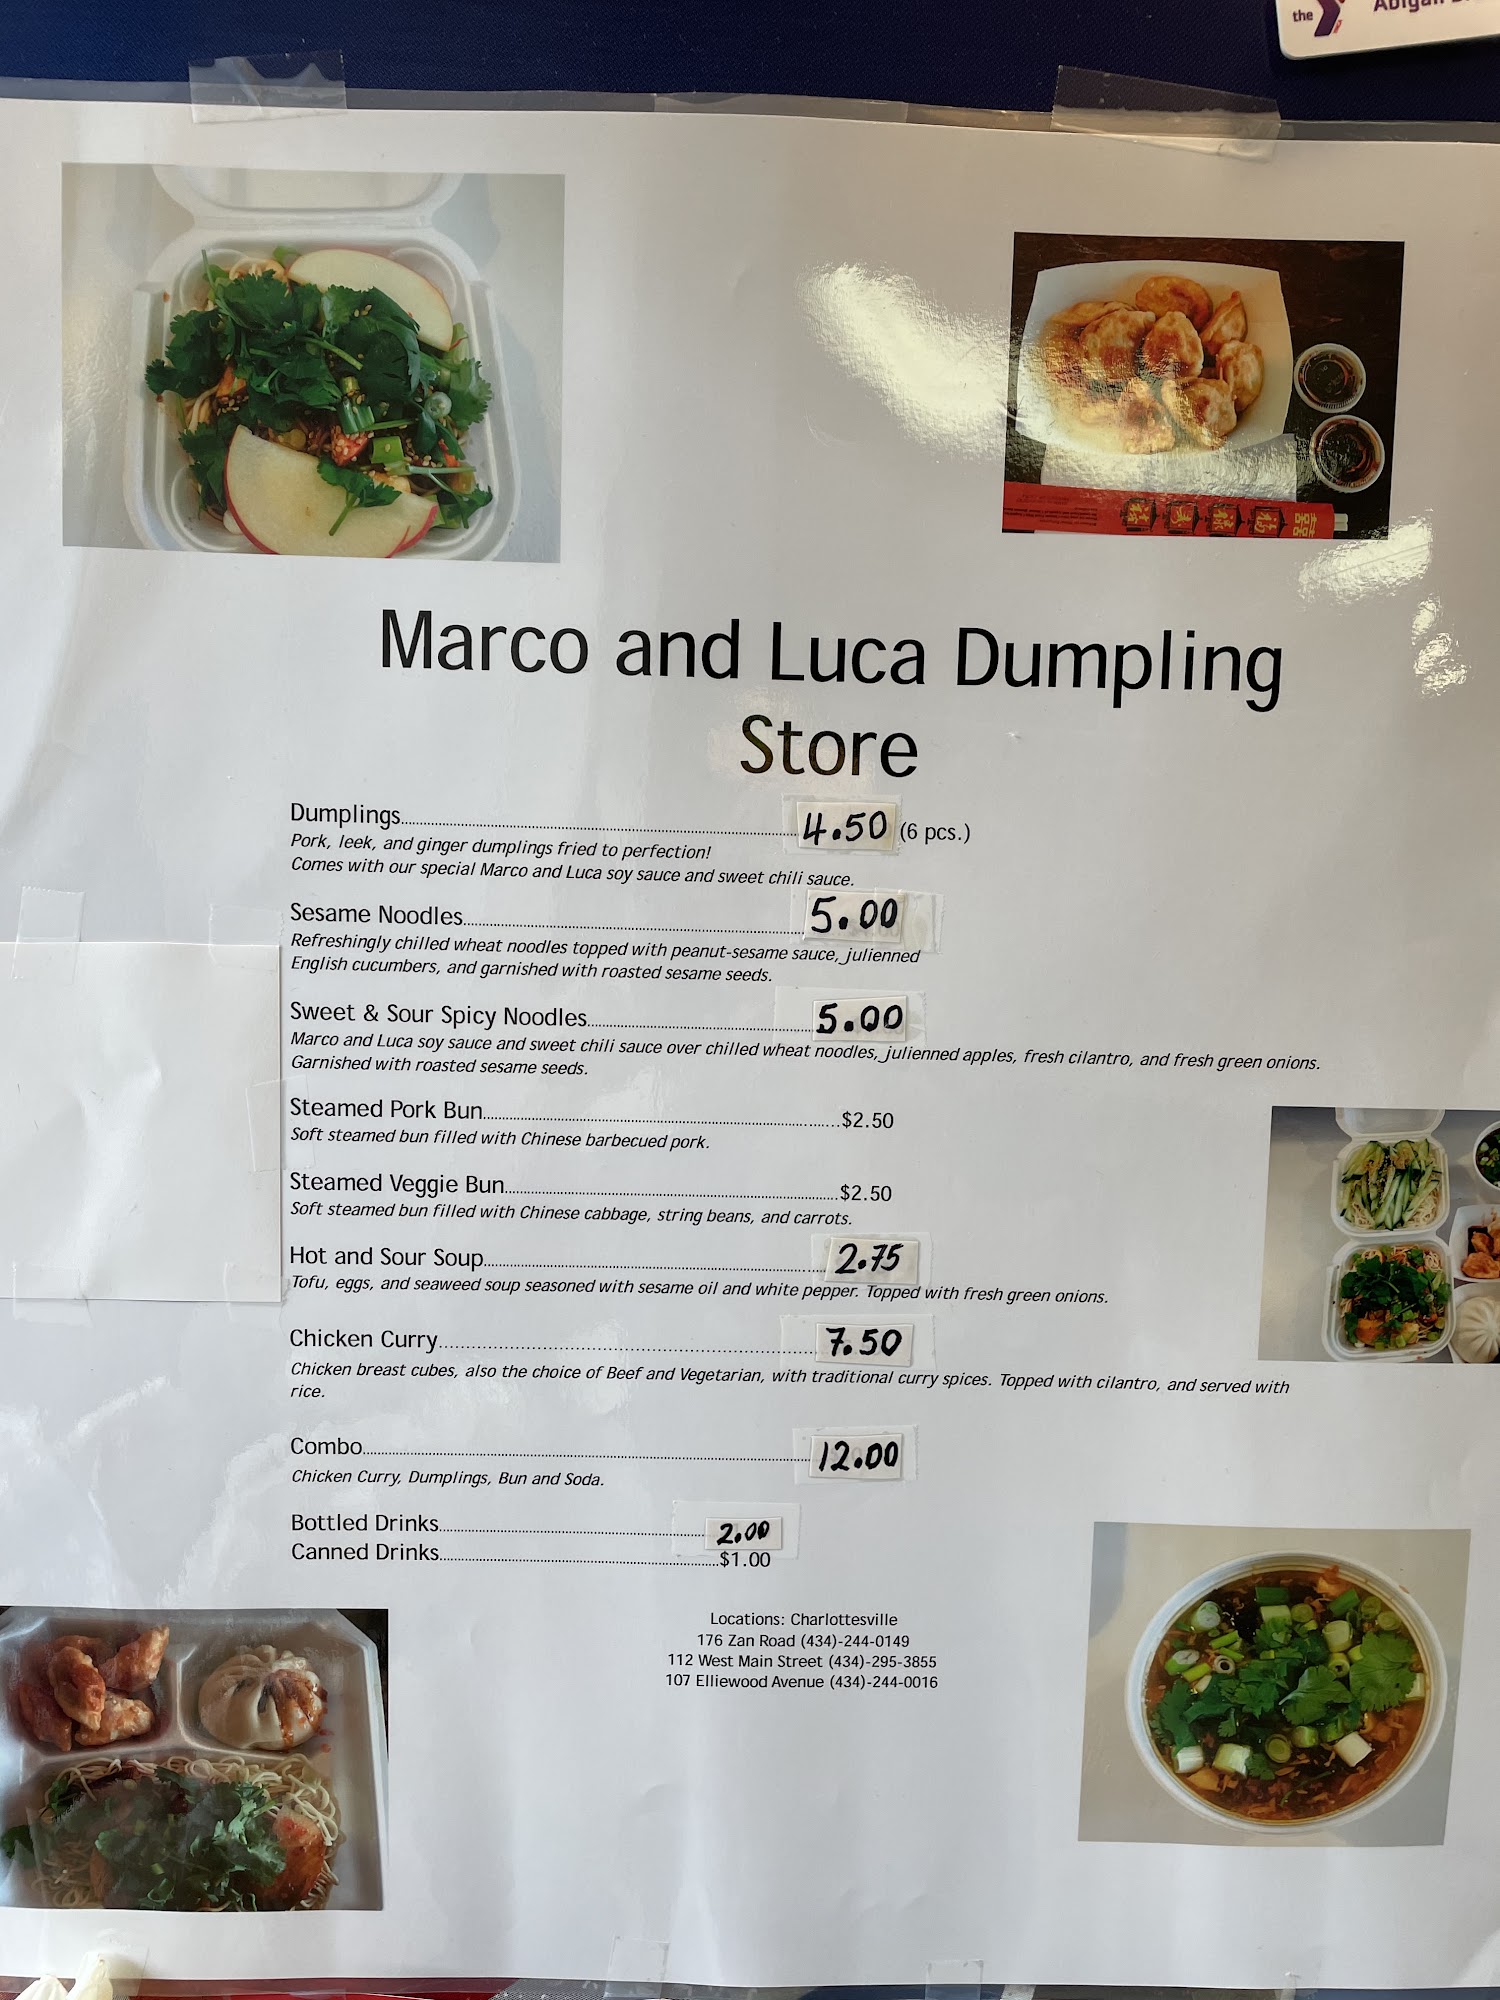 the
Marco and Luca Dumpling
Store
Dumplings 4.50 (6 pcs.)
Pork, leek, and ginger dumplings fried to perfection!
Comes with our special Marco and Luca soy sauce and sweet chili sauce.
Sesame Noodles 5.00
Refreshingly chilled wheat noodles topped with peanut-sesame sauce, julienned
English cucumbers, and garnished with roasted sesame seeds.
Sweet & Sour Spicy Noodles 5.00
Marco and Luca soy sauce and sweet chili sauce over chilled wheat noodles, julienned apples, fresh cilantro, and fresh green onions.
Garnished with roasted sesame seeds.
Steamed Pork Bun $2.50
Soft steamed bun filled with Chinese barbecued pork.
Steamed Veggie Bun $2.50
Soft steamed bun filled with Chinese cabbage, string beans, and carrots.
Hot and Sour Soup 2.75
Tofu, eggs, and seaweed soup seasoned with sesame oil and white pepper. Topped with fresh green onions.
Chicken Curry 7.50
Chicken breast cubes, also the choice of Beef and Vegetarian, with traditional curry spices. Topped with cilantro, and served with
rice.
Combo 12.00
Chicken Curry, Dumplings, Bun and Soda.
Bottled Drinks 2.00
Canned Drinks $1.00
Locations: Charlottesville
176 Zan Road (434)-244-0149
112 West Main Street (434)-295-3855
107 Elliewood Avenue (434)-244-0016